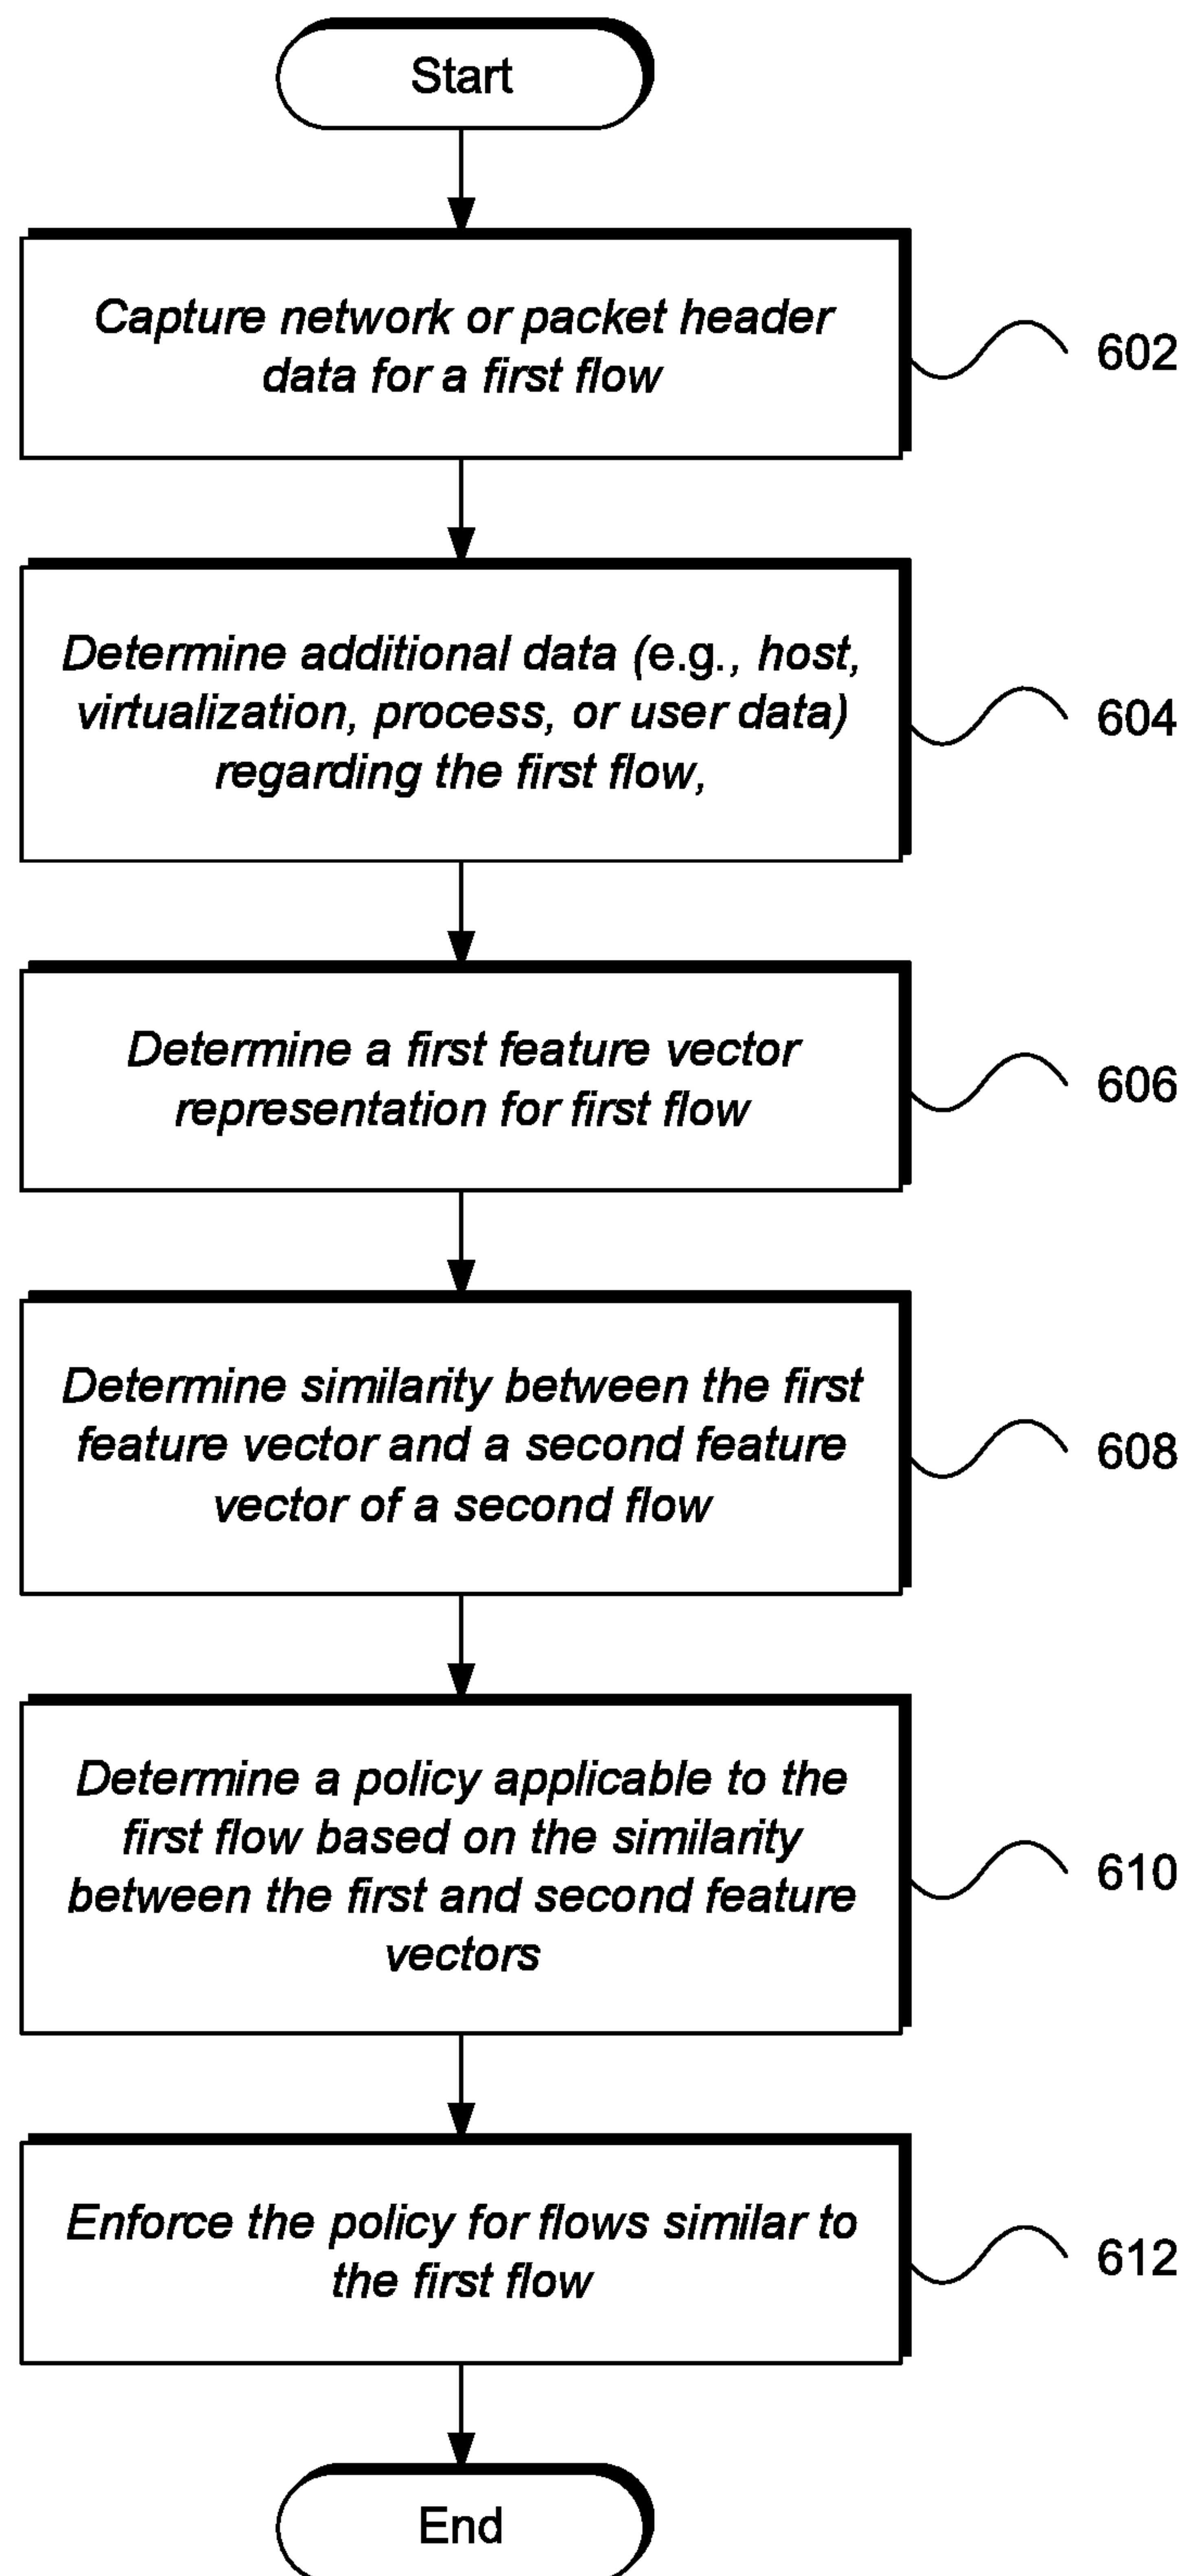 Start
Capture network or packet header
data for a first flow
602
Determine additional data (e.g., host,
virtualization, process, or user data)
regarding the first flow,
604
Determine a first feature vector
representation for first flow
606
Determine similarity between the first
feature vector and a second feature
vector of a second flow
608
Determine a policy applicable to the
first flow based on the similarity
between the first and second feature
vectors
610
Enforce the policy for flows similar to
the first flow
612
End